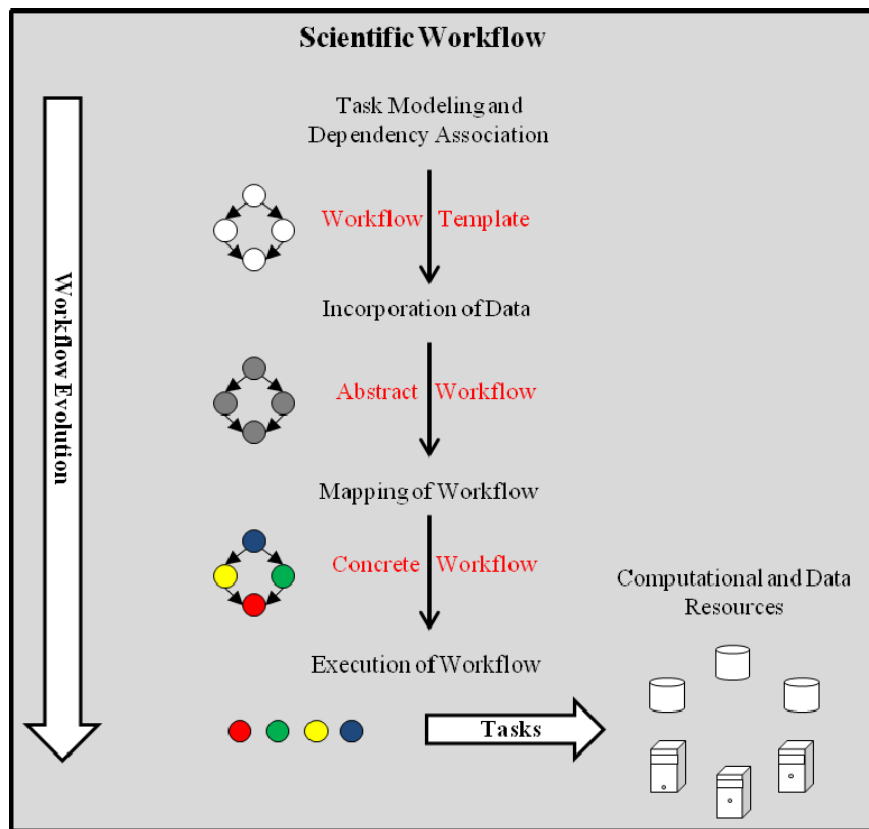 Scientific Workflow
Task Modeling and
Dependency Association
Workflow Template
Incorporation of Data
Abstract Workflow
Mapping of Workflow
Concrete Workflow
Execution of Workflow
Tasks
Workflow Evolution
Computational and Data
Resources